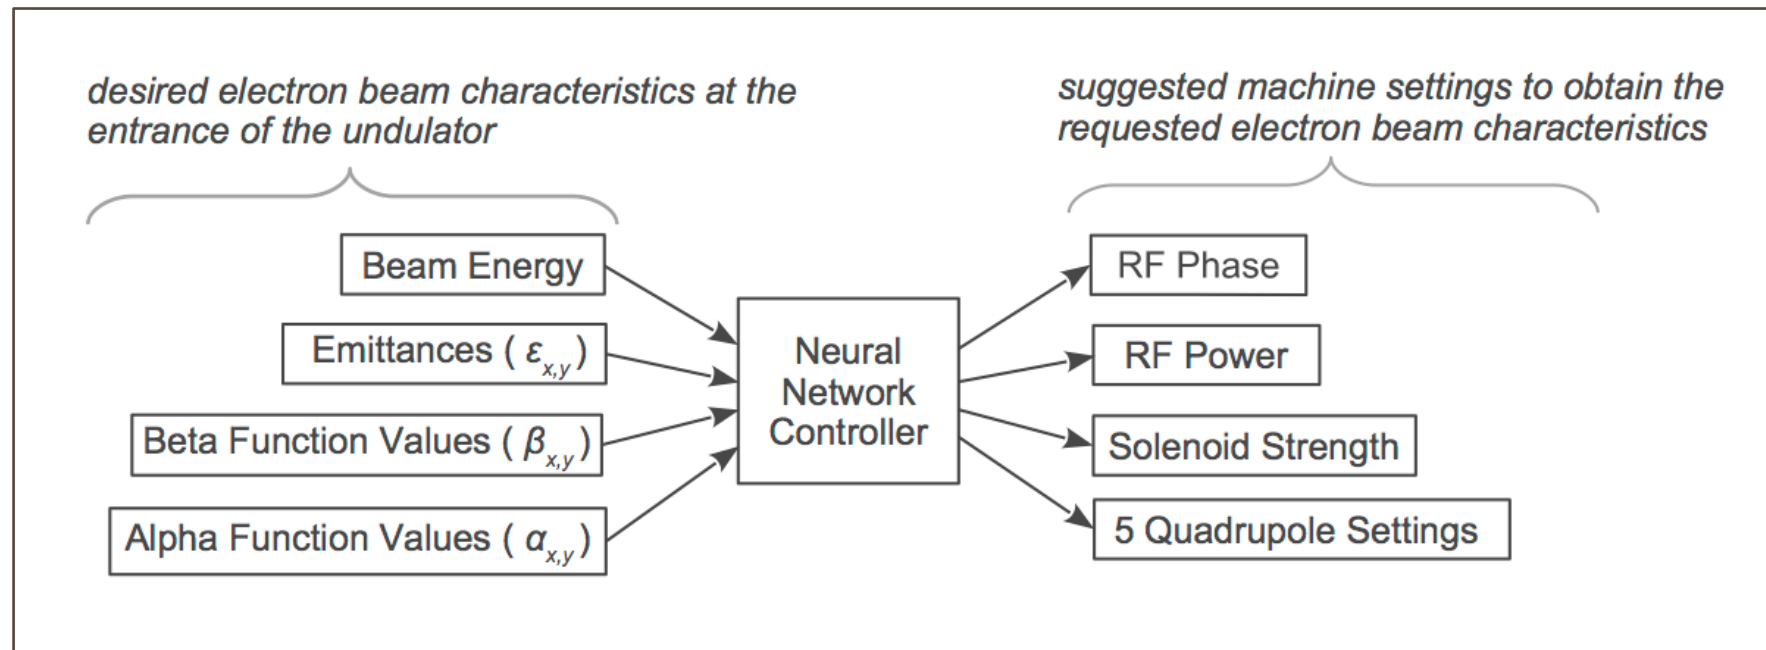 desired electron beam characteristics at the
entrance of the undulator
suggested machine settings to obtain the
requested electron beam characteristics
Beam Energy
Emittances ( εx,y )
Beta Function Values ( βx,y )
Alpha Function Values ( αx,y )
Neural
Network
Controller
RF Phase
RF Power
Solenoid Strength
5 Quadrupole Settings